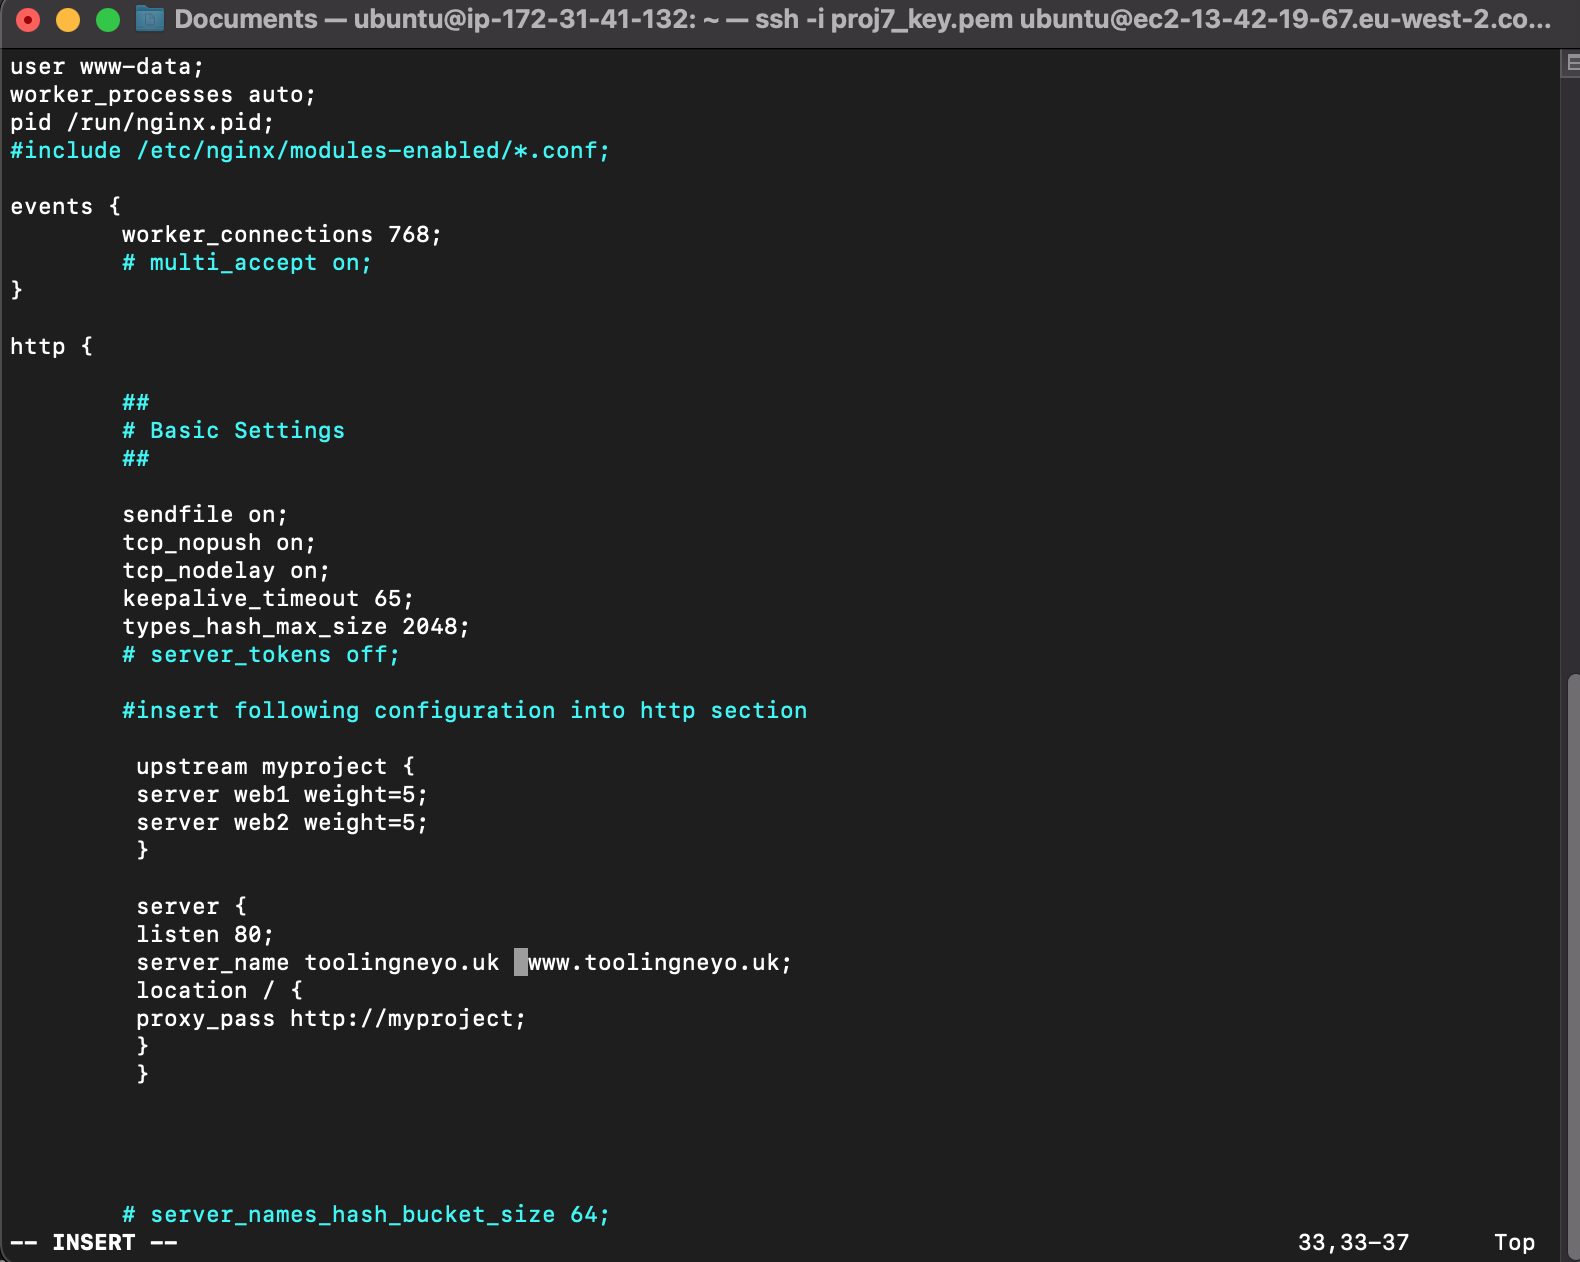 Documents — ubuntu@ip-172-31-41-132: ~ — ssh -i proj7_key.pem ubuntu@ec2-13-42-19-67.eu-west-2.co...
user www-data;
worker_processes auto;
pid /run/nginx.pid;
#include /etc/nginx/modules-enabled/*.conf;
events {
worker_connections 768;
# multi_accept on;
}
http {
##
# Basic Settings
##
sendfile on;
tcp_nopush on;
tcp_nodelay on;
keepalive_timeout 65;
types_hash_max_size 2048;
# server_tokens off;
#insert following configuration into http section
upstream myproject {
server web1 weight=5;
server web2 weight=5;
}
server {
listen 80;
server_name toolingneyo.uk www.toolingneyo.uk;
location / {
proxy_pass http://myproject;
}
}
# server_names_hash_bucket_size 64;
-- INSERT -- 33,33-37 Top